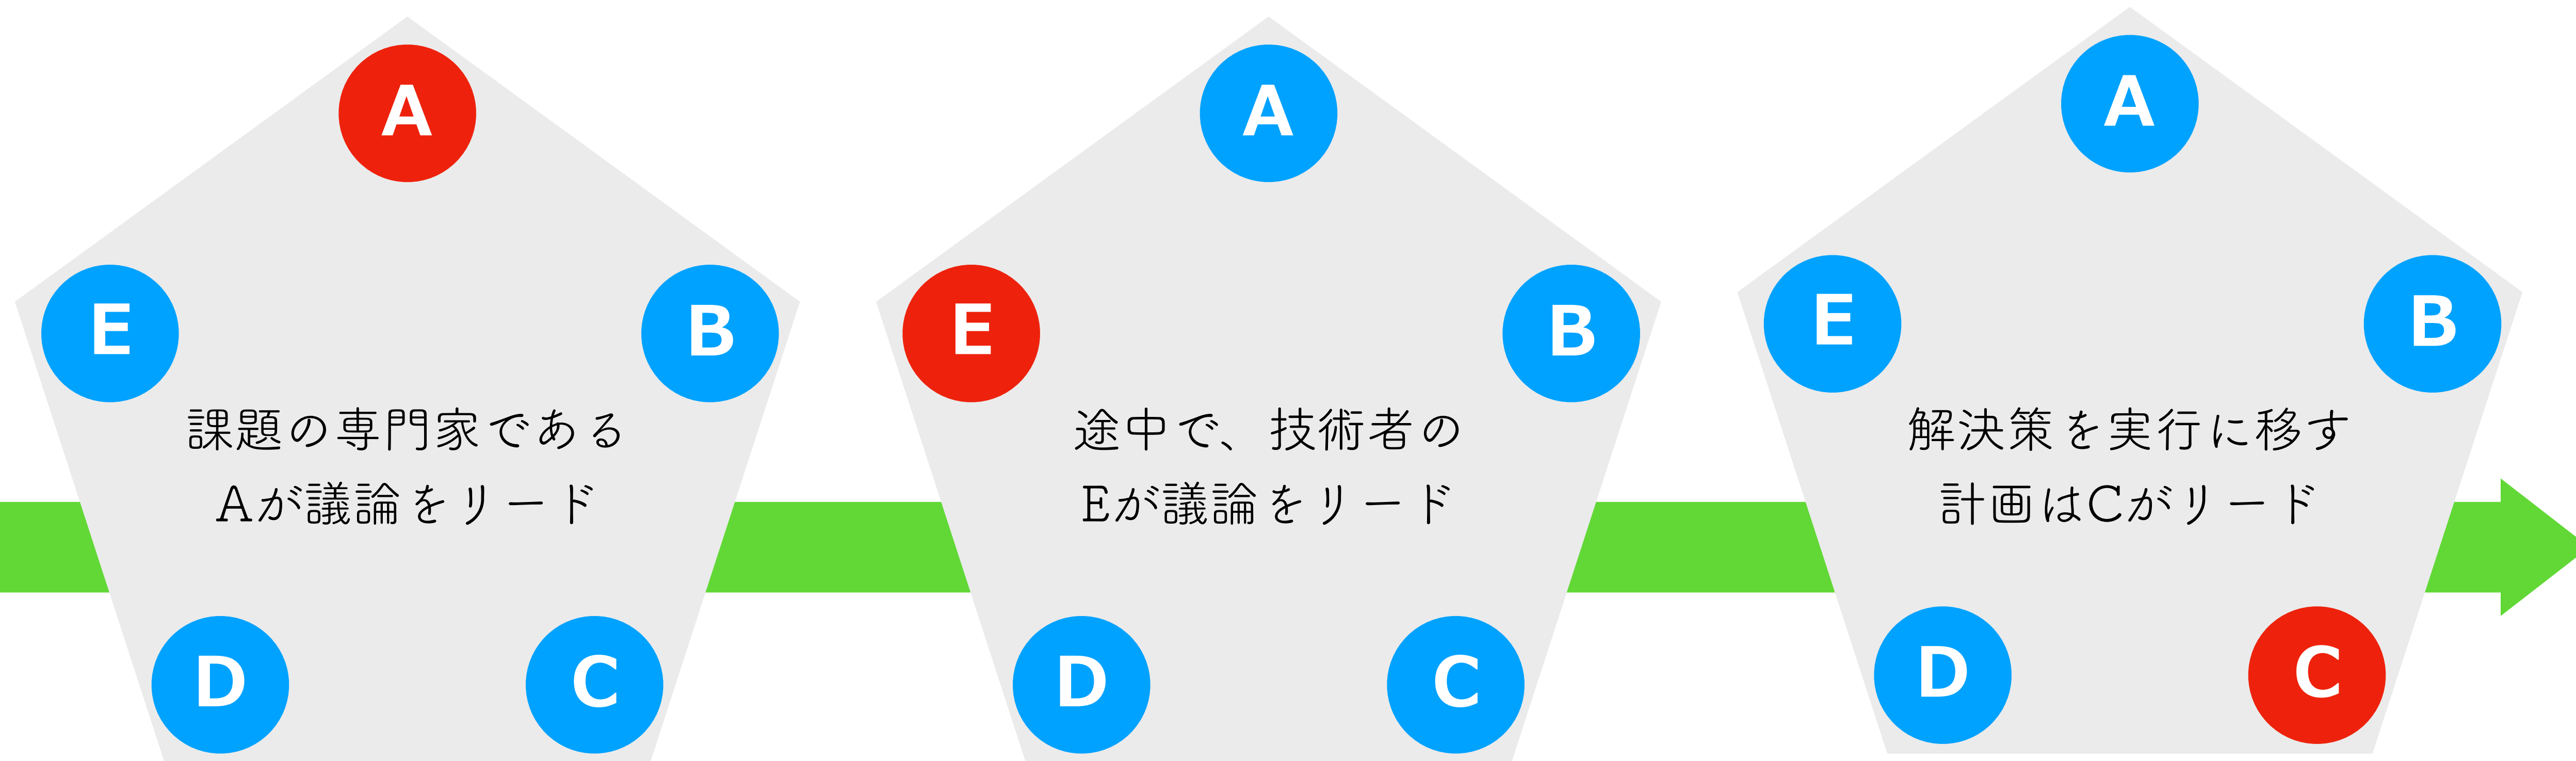 A
E
B
課題の専門家である
Aが議論をリード
D
C
A
E
B
途中で、技術者の
Eが議論をリード
D
C
A
E
B
解決策を実行に移す
計画はCがリード
D
C